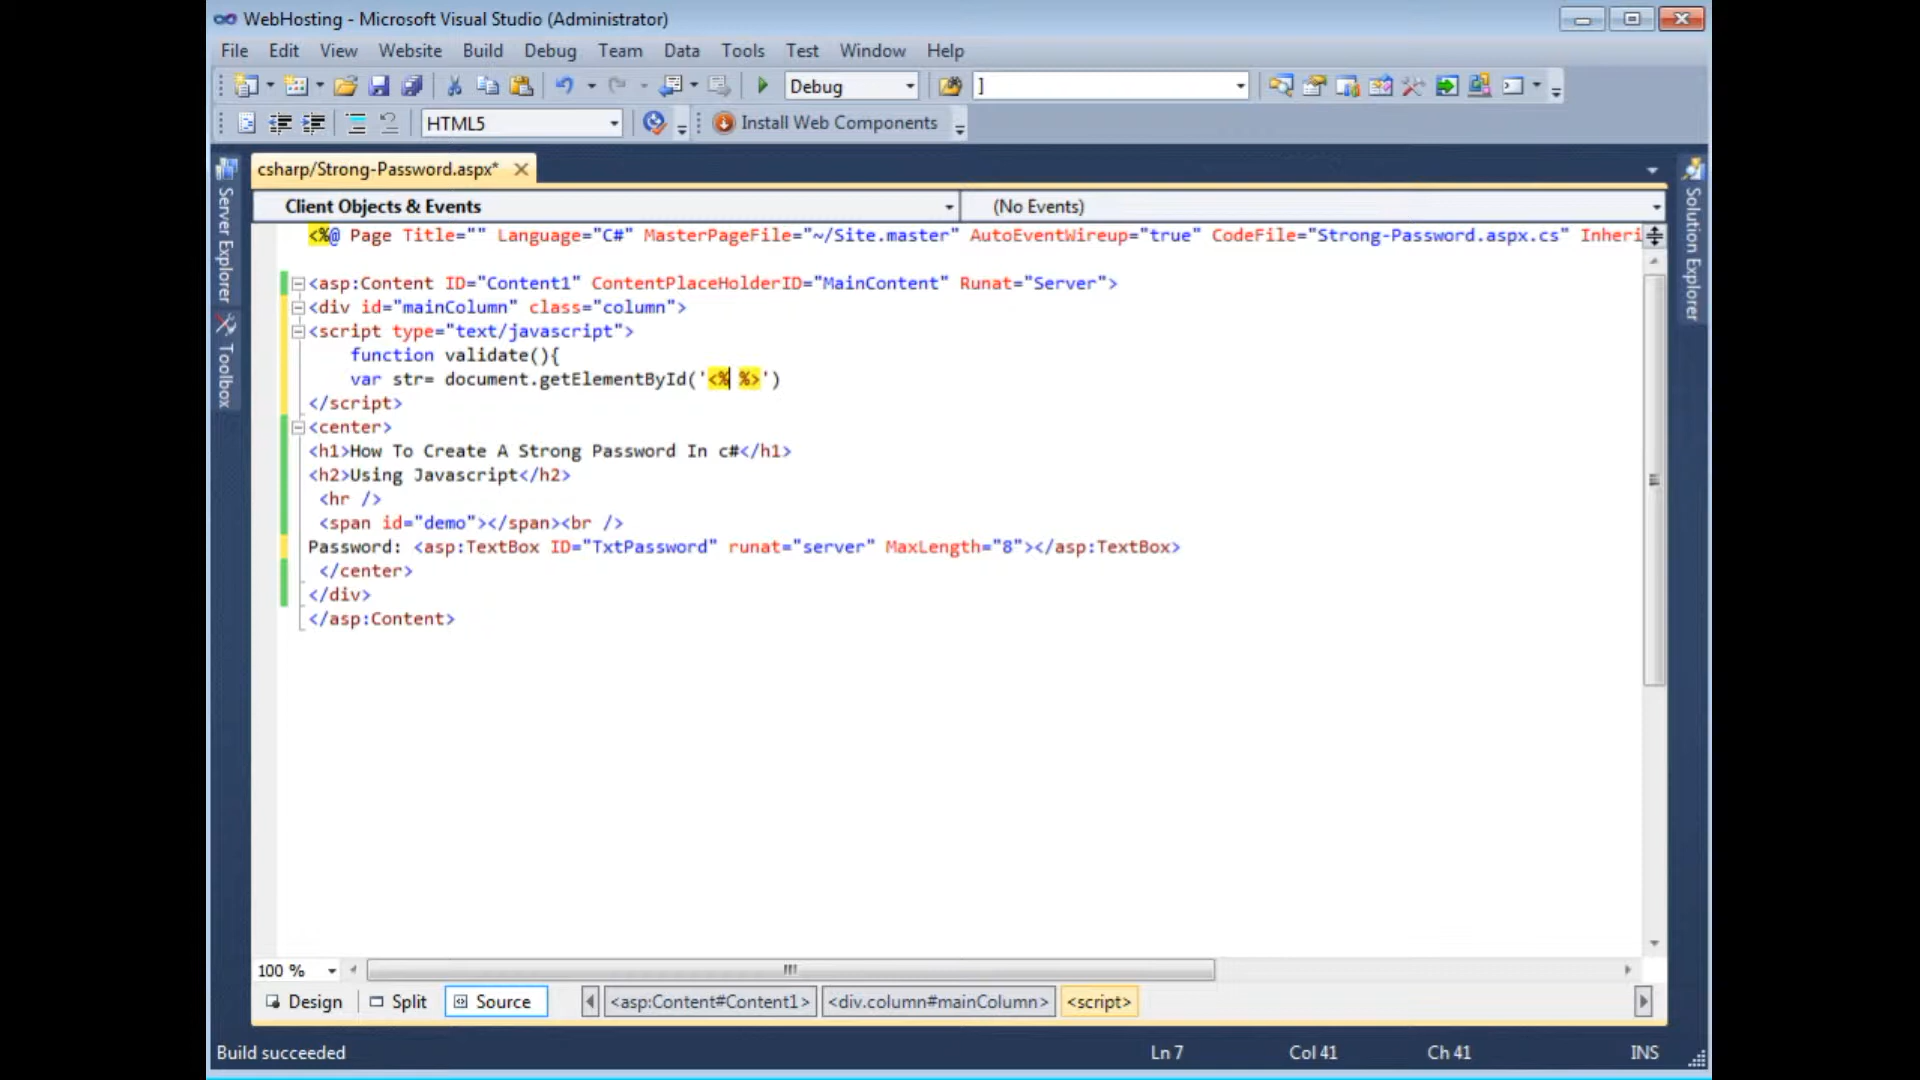 WebHosting - Microsoft Visual Studio (Administrator)
File Edit View Website Build Debug Team Data Tools Test Window Help
Debug ]
HTML5 Install Web Components
csharp/Strong-Password.aspx*
Server Explorer
Toolbox
Solution Explorer
Client Objects & Events (No Events)
<%@ Page Title="" Language="C#" MasterPageFile="~/Site.master" AutoEventWireup="true" CodeFile="Strong-Password.aspx.cs" Inheri
<asp:Content ID="Content1" ContentPlaceHolderID="MainContent" Runat="Server">
<div id="mainColumn" class="column">
<script type="text/javascript">
function validate(){
var str= document.getElementById('<% %>')
</script>
<center>
<h1>How To Create A Strong Password In c#</h1>
<h2>Using Javascript</h2>
<hr />
<span id="demo"></span><br />
Password: <asp:TextBox ID="TxtPassword" runat="server" MaxLength="8"></asp:TextBox>
</center>
</div>
</asp:Content>
100 %
Design Split Source <asp:Content#Content1> <div.column#mainColumn> <script>
Build succeeded Ln 7 Col 41 Ch 41 INS